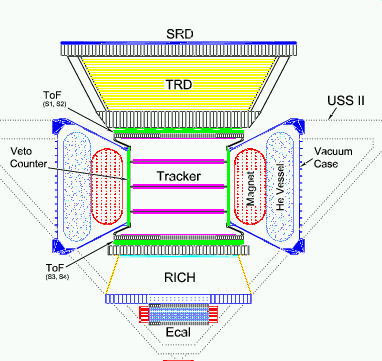 SRD
TRD
ToF
(S1, S2)
USS II
Veto
Counter
Vacuum
Case
Tracker
Magnet
He Vessel
ToF
(S3, S4)
RICH
Ecal